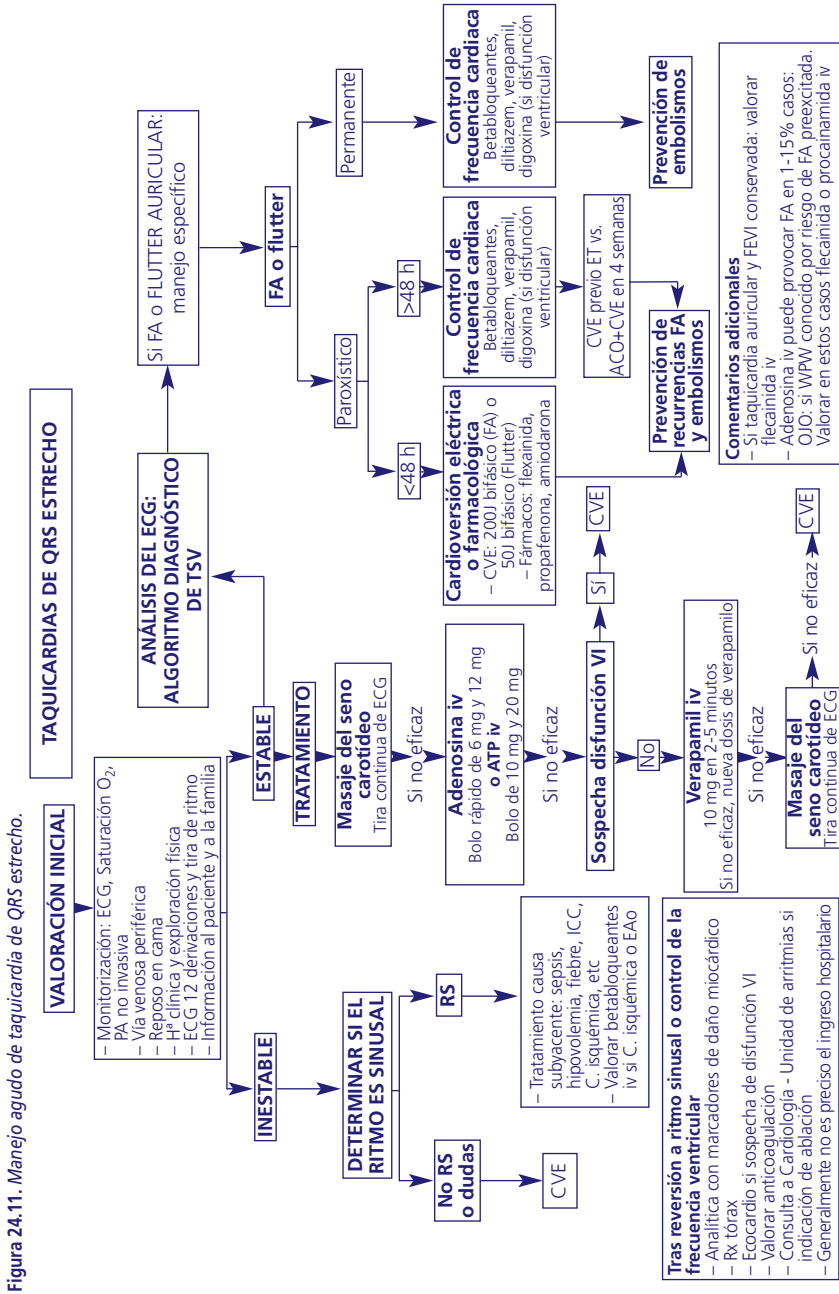 Figura 24.11. Manejo agudo de taquicardia de QRS estrecho.
TAQUICARDIAS DE QRS ESTRECHO
VALORACIÓN INICIAL
– Monitorización: ECG, Saturación O₂,
PA no invasiva
– Vía venosa periférica
– Reposo en cama
– Hª clínica y exploración física
– ECG 12 derivaciones y tira de ritmo
– Información al paciente y a la familia
INESTABLE
DETERMINAR SI EL
RITMO ES SINUSAL
No RS
o dudas
CVE
RS
– Tratamiento causa
subyacente: sepsis,
hipovolemia, fiebre, ICC,
C. isquémica, etc
– Valorar betabloqueantes
iv si C. isquémica o EAo
ESTABLE
TRATAMIENTO
Masaje del seno
carotídeo
Tira continua de ECG
Si no eficaz
Adenosina iv
Bolo rápido de 6 mg y 12 mg
o ATP iv
Bolo de 10 mg y 20 mg
Si no eficaz
Sospecha disfunción VI
Sí
CVE
No
Verapamil iv
10 mg en 2-5 minutos
Si no eficaz, nueva dosis de verapamilo
Si no eficaz
Masaje del
seno carotídeo
Tira continua de ECG
Si no eficaz
CVE
ANÁLISIS DEL ECG:
ALGORITMO DIAGNÓSTICO
DE TSV
Si FA o FLUTTER AURICULAR:
manejo específico
FA o flutter
Paroxístico
<48 h
Cardioversión eléctrica
o farmacológica
– CVE: 200J bifásico (FA) o
50J bifásico (Flutter)
– Fármacos: flexainida,
propafenona, amiodarona
>48 h
Control de
frecuencia cardiaca
Betabloqueantes,
diltiazem, verapamil,
digoxina (si disfunción
ventricular)
CVE previo ET vs.
ACO+CVE en 4 semanas
Prevención de
recurrencias FA
y embolismos
Permanente
Control de
frecuencia cardiaca
Betabloqueantes,
diltiazem, verapamil,
digoxina (si disfunción
ventricular)
Prevención de
embolismos
Tras reversión a ritmo sinusal o control de la
frecuencia ventricular
– Analítica con marcadores de daño miocárdico
– Rx tórax
– Ecocardio si sospecha de disfunción VI
– Valorar anticoagulación
– Consulta a Cardiología - Unidad de arritmias si
indicación de ablación
– Generalmente no es preciso el ingreso hospitalario
Comentarios adicionales
– Si taquicardia auricular y FEVI conservada: valorar
flecainida iv
– Adenosina iv puede provocar FA en 1-15% casos:
OJO: si WPW conocido por riesgo de FA preexcitada.
Valorar en estos casos flecainida o procainamida iv